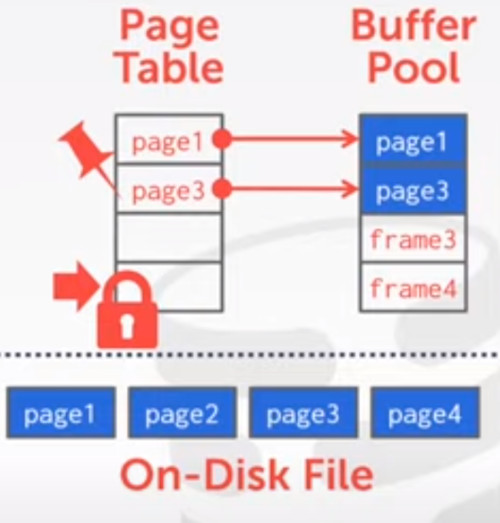 Page Table
Buffer Pool
page1
page3
page1
page3
frame3
frame4
page1 page2 page3 page4
On-Disk File